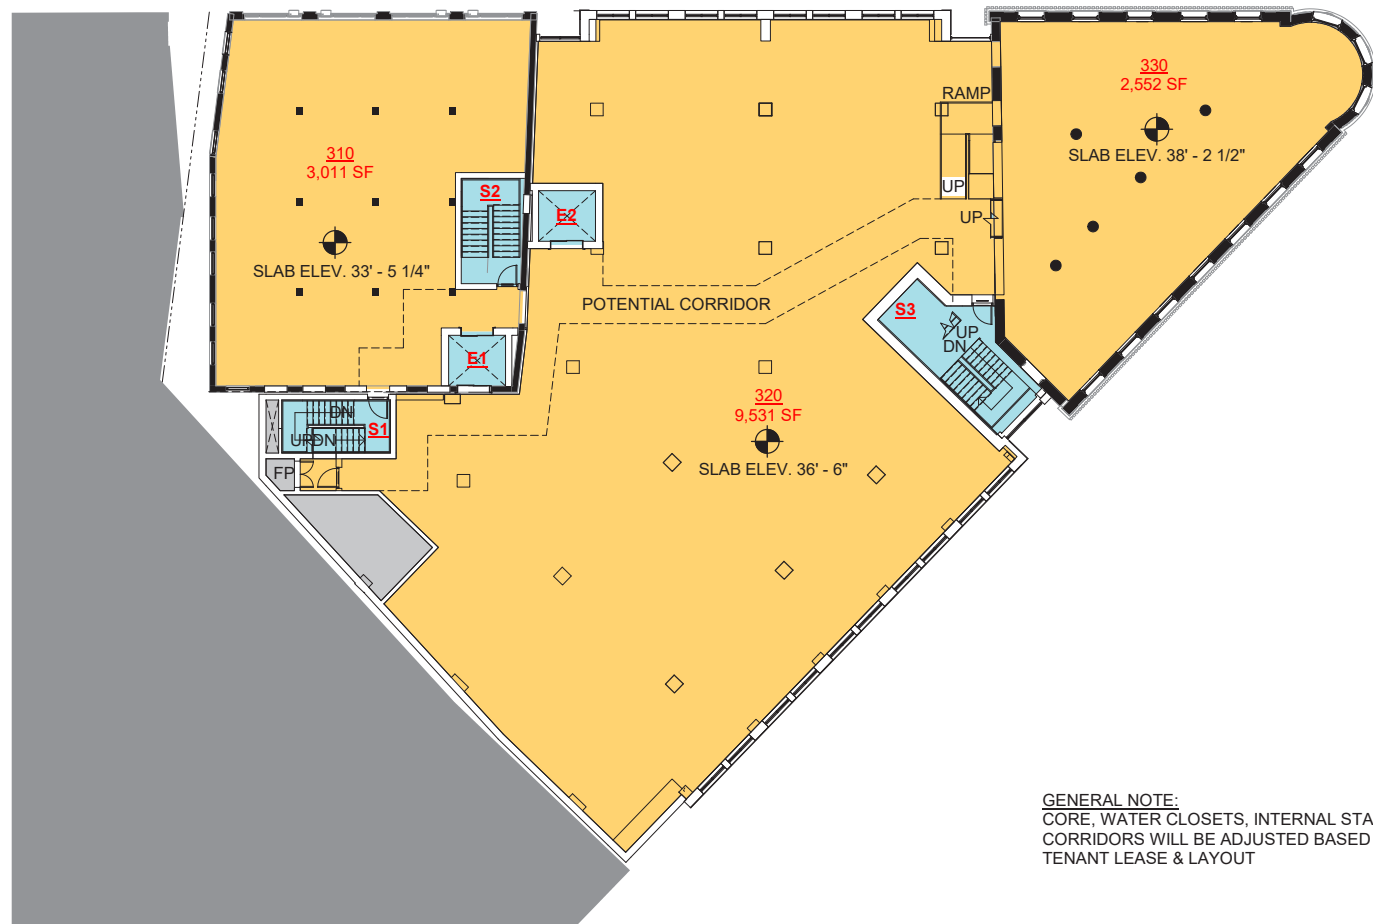 310
3,011 SF
SLAB ELEV. 33' - 5 1/4"
S2
E2
E1
S1
DN
UP
DN
FP
POTENTIAL CORRIDOR
RAMP
UP
UP
330
2,552 SF
SLAB ELEV. 38' - 2 1/2"
S3
UP
DN
320
9,531 SF
SLAB ELEV. 36' - 6"
GENERAL NOTE:
CORE, WATER CLOSETS, INTERNAL STA
CORRIDORS WILL BE ADJUSTED BASED
TENANT LEASE & LAYOUT